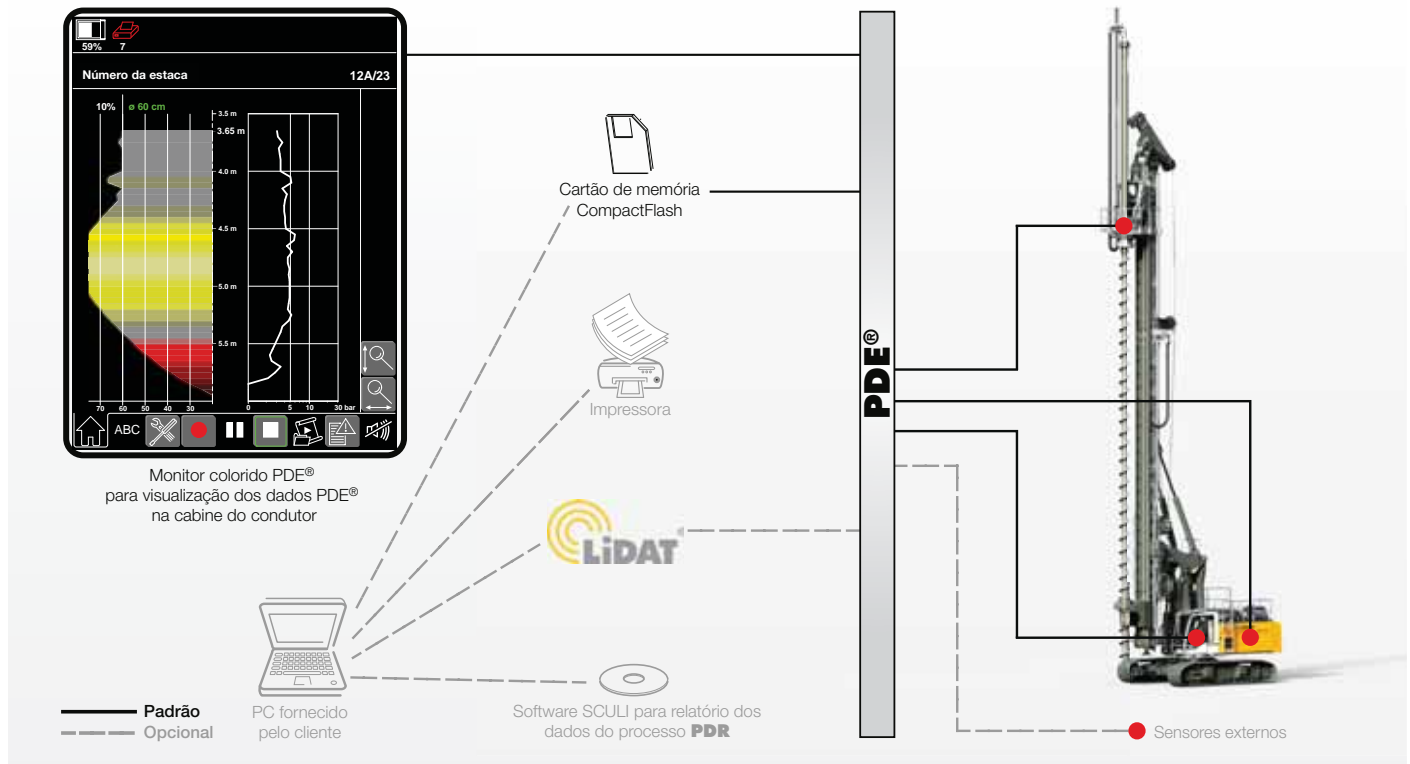 59% 7
Número da estaca 12A/23
10% ø 60 cm
3.5 m
3.65 m
4.0 m
4.5 m
5.0 m
5.5 m
70 60 50 40 30
0 5 10 30 bar
ABC
Monitor colorido PDE®
para visualização dos dados PDE®
na cabine do condutor
Cartão de memória
CompactFlash
Impressora
LiDAT
PDE®
PC fornecido
pelo cliente
Software SCULI para relatório dos
dados do processo PDR
Padrão
Opcional
Sensores externos